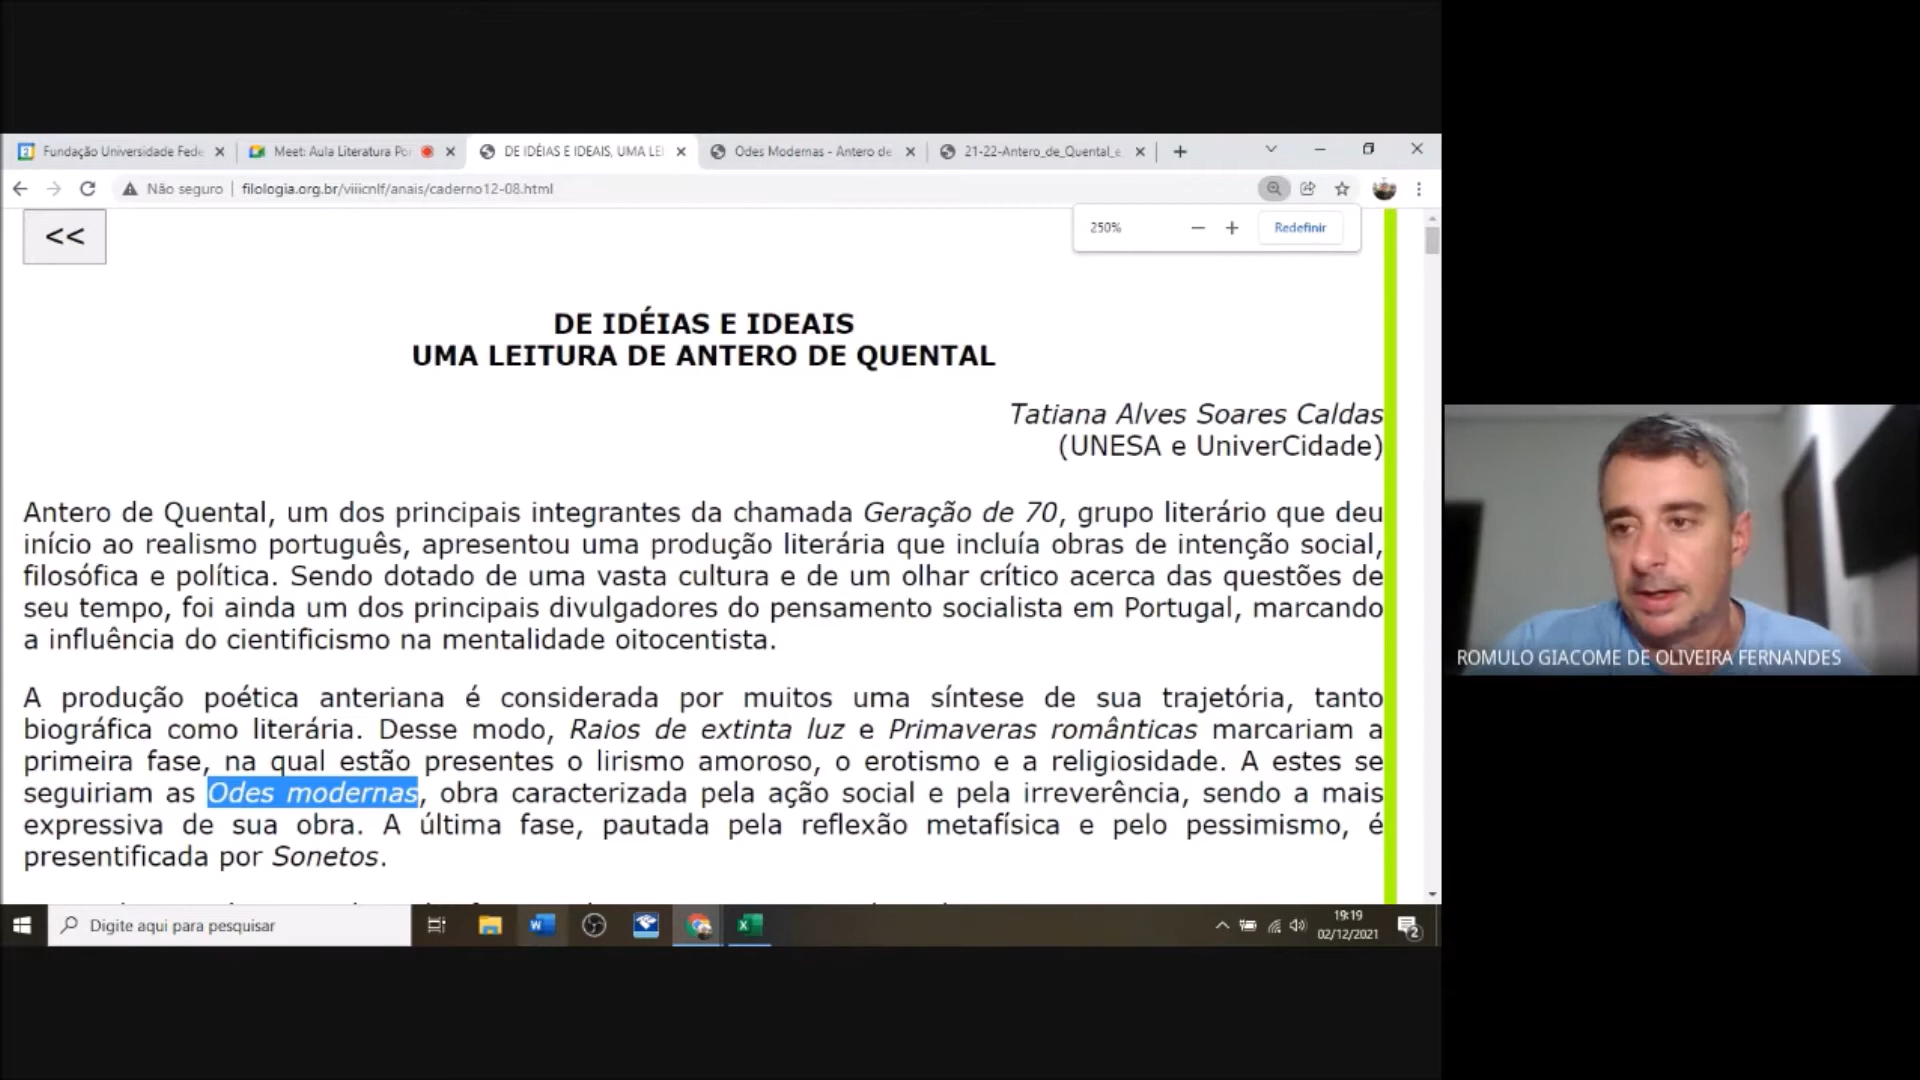 Fundação Universidade Fede
Meet: Aula Literatura Por
DE IDÉIAS E IDEAIS, UMA LEI
Odes Modernas - Antero de
21-22-Antero_de_Quental_e
Não seguro
filologia.org.br/viiicnlf/anais/caderno12-08.html
250%
Redefinir
<<
DE IDÉIAS E IDEAIS
UMA LEITURA DE ANTERO DE QUENTAL
Tatiana Alves Soares Caldas
(UNESA e UniverCidade)
Antero de Quental, um dos principais integrantes da chamada Geração de 70, grupo literário que deu
início ao realismo português, apresentou uma produção literária que incluía obras de intenção social,
filosófica e política. Sendo dotado de uma vasta cultura e de um olhar crítico acerca das questões de
seu tempo, foi ainda um dos principais divulgadores do pensamento socialista em Portugal, marcando
a influência do cientificismo na mentalidade oitocentista.
A produção poética anteriana é considerada por muitos uma síntese de sua trajetória, tanto
biográfica como literária. Desse modo, Raios de extinta luz e Primaveras românticas marcariam a
primeira fase, na qual estão presentes o lirismo amoroso, o erotismo e a religiosidade. A estes se
seguiriam as Odes modernas, obra caracterizada pela ação social e pela irreverência, sendo a mais
expressiva de sua obra. A última fase, pautada pela reflexão metafísica e pelo pessimismo, é
presentificada por Sonetos.
ROMULO GIACOME DE OLIVEIRA FERNANDES
Digite aqui para pesquisar
19:19
02/12/2021
2